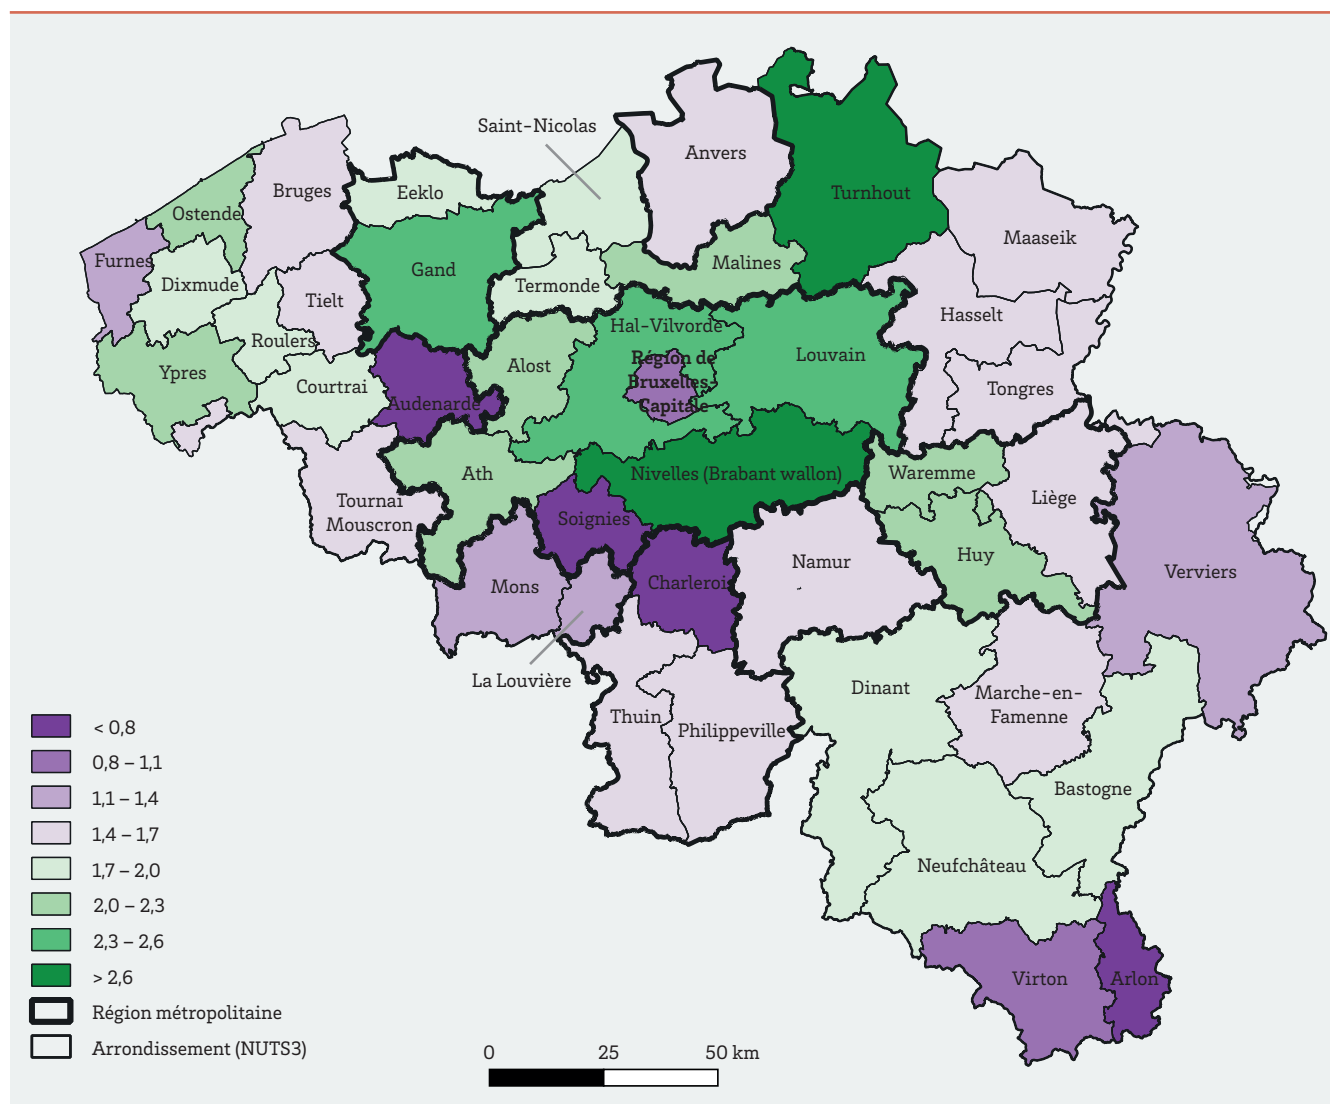 Saint-Nicolas
Anvers
Turnhout
Bruges
Eeklo
Ostende
Maaseik
Furnes
Gand
Malines
Dixmude
Termonde
Tielt
Hasselt
Hal-Vilvorde
Roulers
Louvain
Région de
Bruxelles-
Capitale
Ypres
Alost
Courtrai
Tongres
Audenarde
Ath
Nivelles (Brabant wallon)
Waremme
Tournai
Mouscron
Liège
Soignies
Huy
Namur
Verviers
Mons
Charleroi
La Louvière
Dinant
Marche-en-
Famenne
Thuin
Philippeville
Bastogne
Neufchâteau
Virton
Arlon
< 0,8
0,8 – 1,1
1,1 – 1,4
1,4 – 1,7
1,7 – 2,0
2,0 – 2,3
2,3 – 2,6
> 2,6
Région métropolitaine
Arrondissement (NUTS3)
0 25 50 km